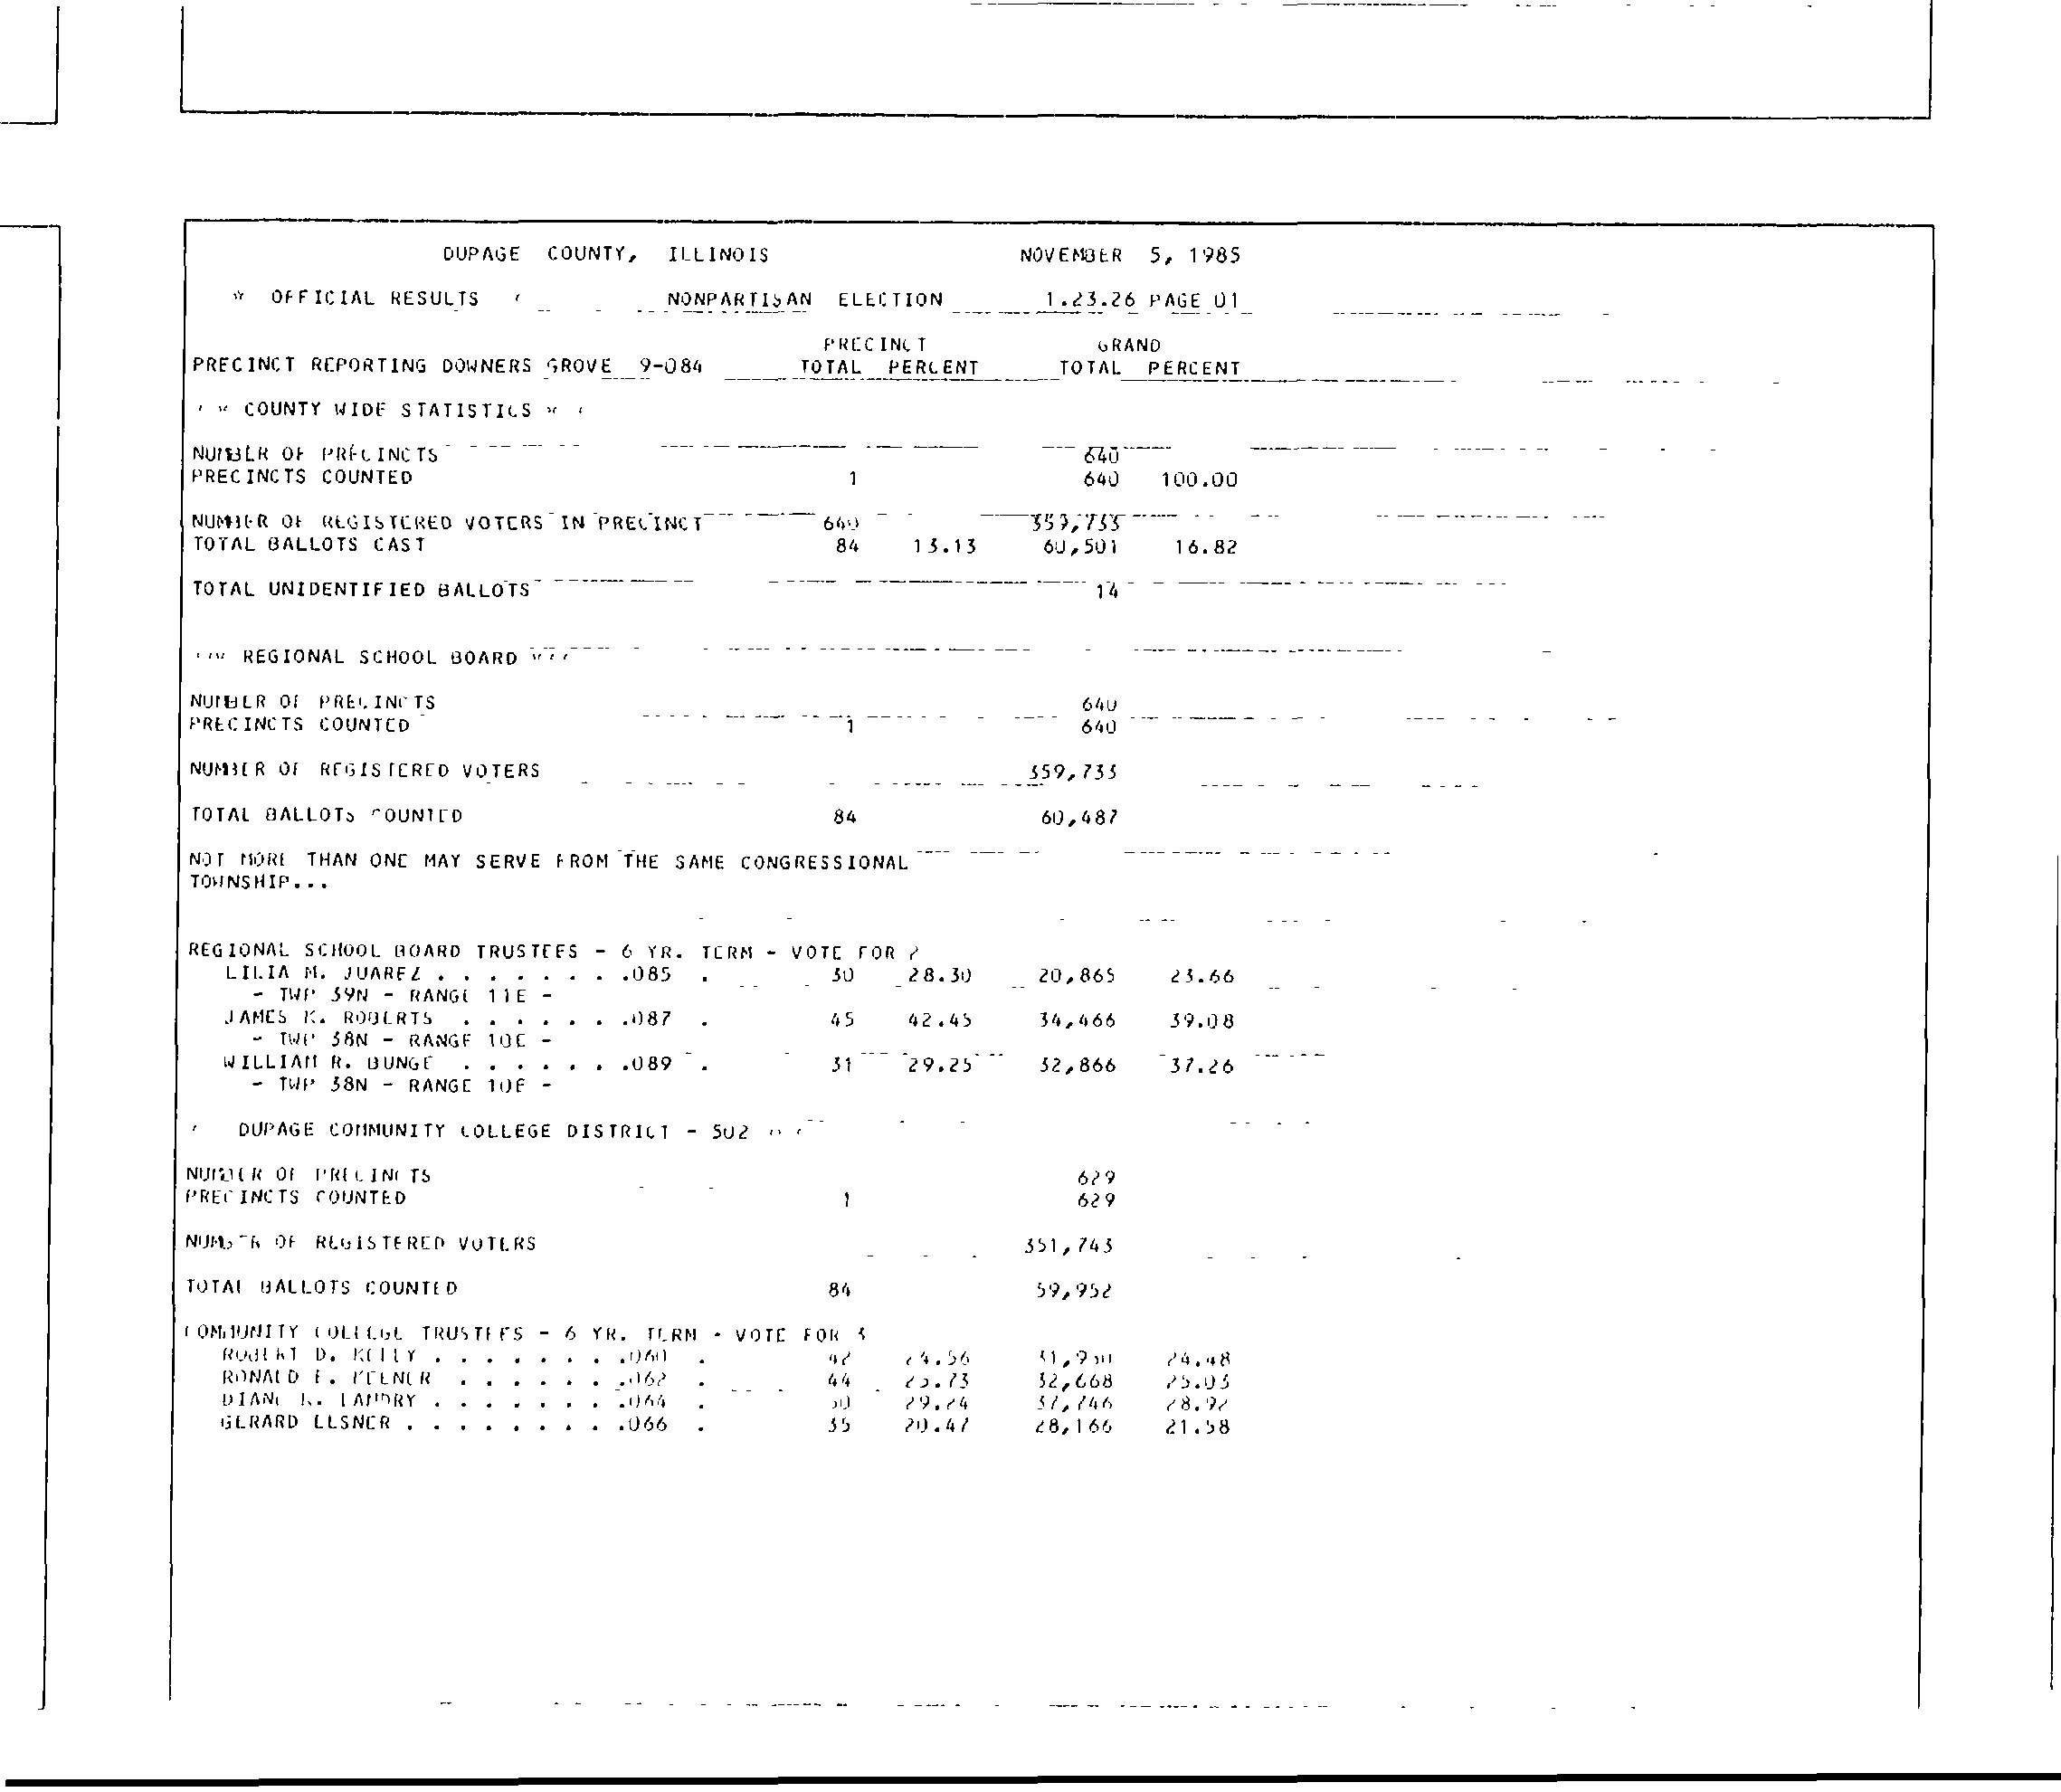 DUPAGE COUNTY, ILLINOIS NOVEMBER 5, 1985
* OFFICIAL RESULTS NONPARTISAN ELECTION 1.23.26 PAGE 01
PRECINCT GRAND
PRECINCT REPORTING DOWNERS GROVE 9-084 TOTAL PERCENT TOTAL PERCENT
* * COUNTY WIDE STATISTICS * *
NUMBER OF PRECINCTS 640
PRECINCTS COUNTED 1 640 100.00
NUMBER OF REGISTERED VOTERS IN PRECINCT 640 359,733
TOTAL BALLOTS CAST 84 13.13 60,501 16.82
TOTAL UNIDENTIFIED BALLOTS 14
*** REGIONAL SCHOOL BOARD ***
NUMBER OF PRECINCTS 640
PRECINCTS COUNTED 1 640
NUMBER OF REGISTERED VOTERS 359,733
TOTAL BALLOTS COUNTED 84 60,487
NOT MORE THAN ONE MAY SERVE FROM THE SAME CONGRESSIONAL
TOWNSHIP...
REGIONAL SCHOOL BOARD TRUSTEES - 6 YR. TERM - VOTE FOR 2
LILIA M. JUAREZ . . . . . . . .085 . 30 28.30 20,865 23.66
- TWP 39N - RANGE 11E -
JAMES K. ROBERTS . . . . . . .087 . 45 42.45 34,466 39.08
- TWP 38N - RANGE 10E -
WILLIAM R. BUNGE . . . . . . .089 . 31 29.25 32,866 37.26
- TWP 38N - RANGE 10E -
DUPAGE COMMUNITY COLLEGE DISTRICT - 502
NUMBER OF PRECINCTS 629
PRECINCTS COUNTED 1 629
NUMBER OF REGISTERED VOTERS 351,743
TOTAL BALLOTS COUNTED 84 59,952
COMMUNITY COLLEGE TRUSTEES - 6 YR. TERM - VOTE FOR 3
ROBERT D. KELLY . . . . . . . .060 . 42 24.56 31,950 24.48
RONALD E. KEENER . . . . . . .062 . 44 25.73 32,668 25.03
DIANE K. LANDRY . . . . . . . .064 . 50 29.24 37,746 28.92
GERARD ELSNER . . . . . . . . .066 . 35 20.47 28,166 21.58